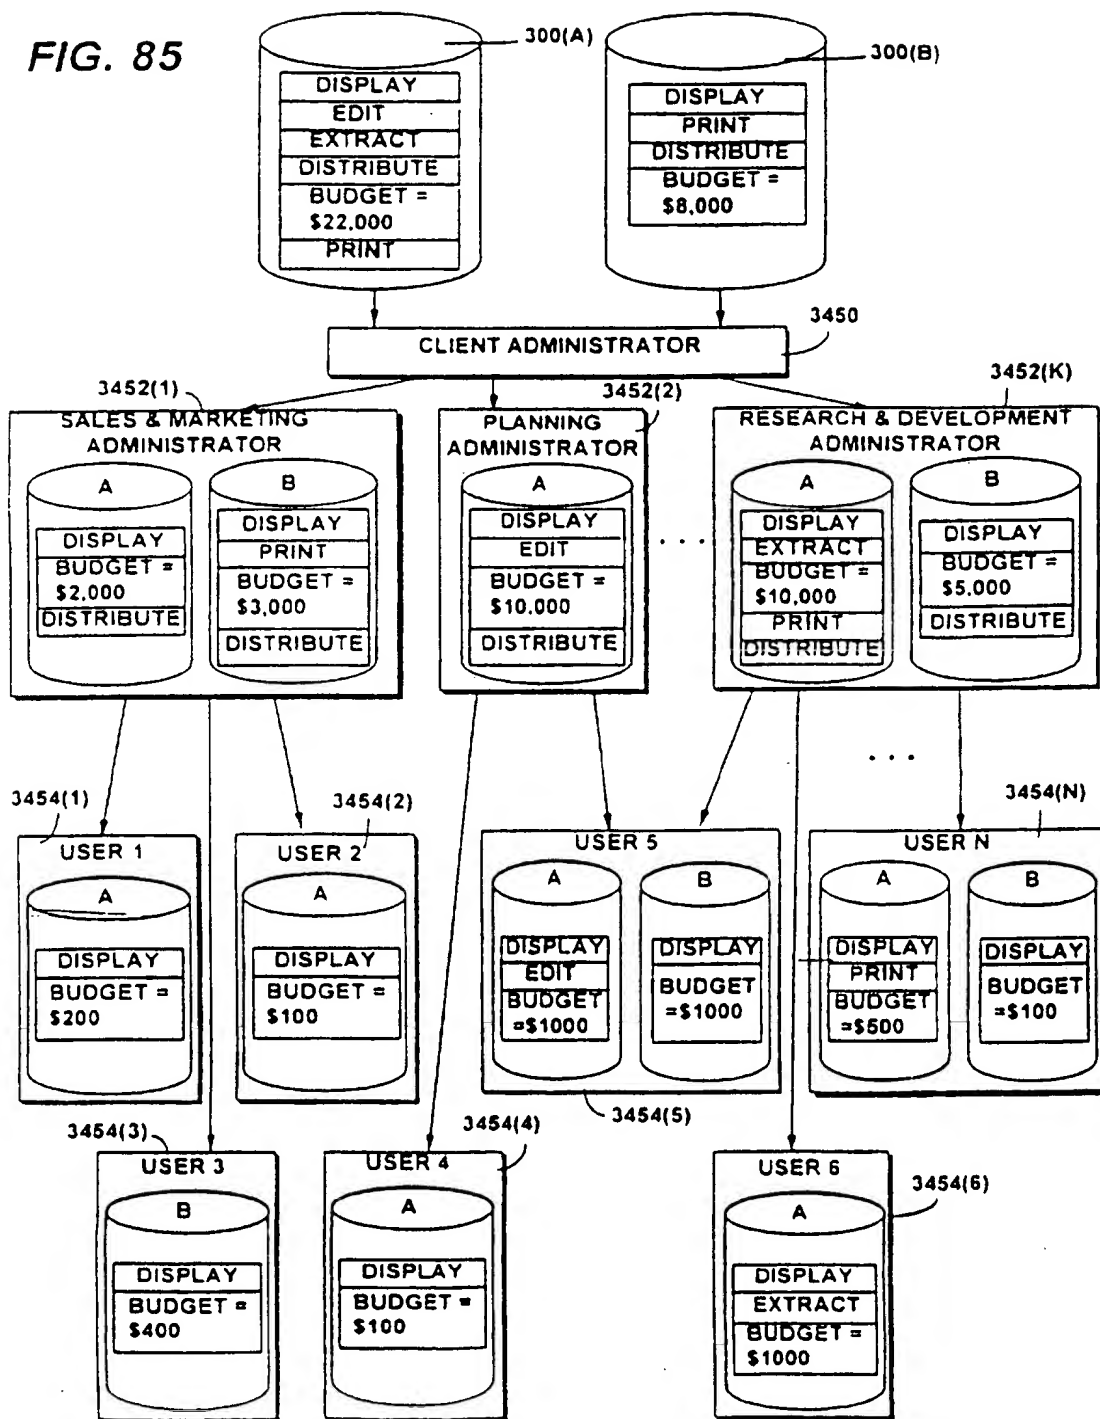 FIG. 85
300(A)
DISPLAY
EDIT
EXTRACT
DISTRIBUTE
BUDGET =
$22,000
PRINT
300(B)
DISPLAY
PRINT
DISTRIBUTE
BUDGET =
$8,000
CLIENT ADMINISTRATOR
3450
3452(1)
SALES & MARKETING
ADMINISTRATOR
A
DISPLAY
BUDGET =
$2,000
DISTRIBUTE
B
DISPLAY
PRINT
BUDGET =
$3,000
DISTRIBUTE
3452(2)
PLANNING
ADMINISTRATOR
A
DISPLAY
EDIT
BUDGET =
$10,000
DISTRIBUTE
. . .
3452(K)
RESEARCH & DEVELOPMENT
ADMINISTRATOR
A
DISPLAY
EXTRACT
BUDGET =
$10,000
PRINT
DISTRIBUTE
B
DISPLAY
BUDGET =
$5,000
DISTRIBUTE
. . .
3454(1)
USER 1
A
DISPLAY
BUDGET =
$200
3454(2)
USER 2
A
DISPLAY
BUDGET =
$100
USER 5
A
DISPLAY
EDIT
BUDGET
=$1000
B
DISPLAY
BUDGET
=$1000
3454(5)
3454(N)
USER N
A
DISPLAY
PRINT
BUDGET
=$500
B
DISPLAY
BUDGET
=$100
3454(3)
USER 3
B
DISPLAY
BUDGET =
$400
3454(4)
USER 4
A
DISPLAY
BUDGET =
$100
USER 6
3454(6)
A
DISPLAY
EXTRACT
BUDGET =
$1000